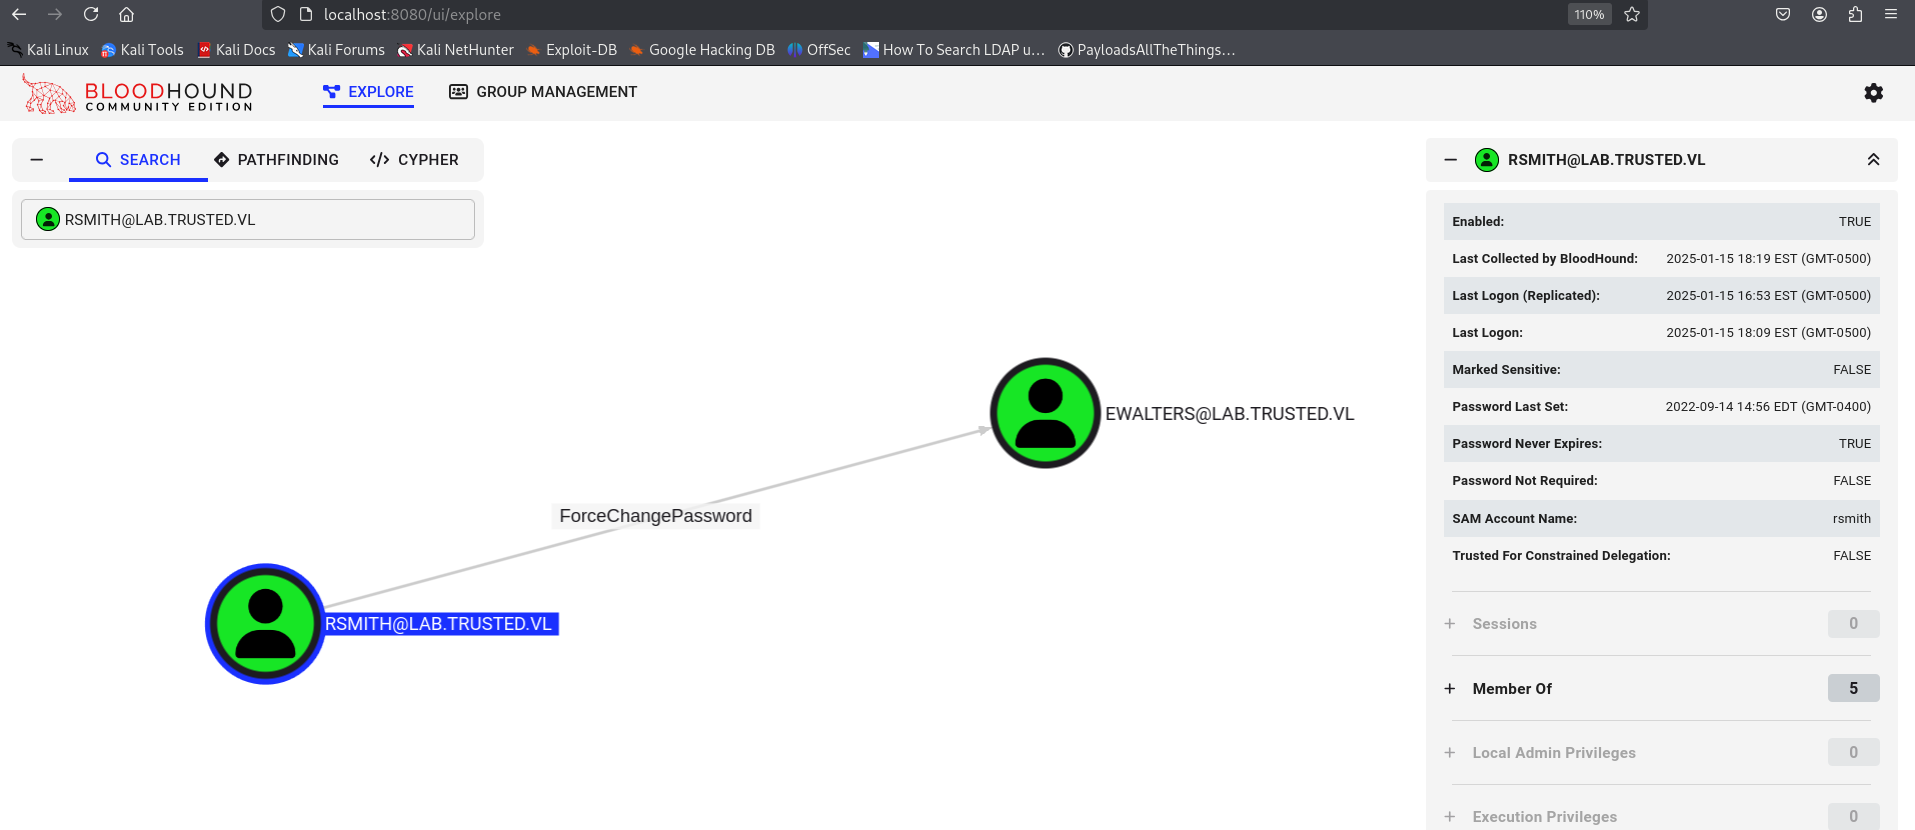 localhost:8080/ui/explore 110%
Kali Linux Kali Tools Kali Docs Kali Forums Kali NetHunter Exploit-DB Google Hacking DB OffSec How To Search LDAP u… PayloadsAllTheThings…
BLOODHOUND
COMMUNITY EDITION
EXPLORE GROUP MANAGEMENT
SEARCH PATHFINDING CYPHER
RSMITH@LAB.TRUSTED.VL
EWALTERS@LAB.TRUSTED.VL
ForceChangePassword
RSMITH@LAB.TRUSTED.VL
RSMITH@LAB.TRUSTED.VL
Enabled: TRUE
Last Collected by BloodHound: 2025-01-15 18:19 EST (GMT-0500)
Last Logon (Replicated): 2025-01-15 16:53 EST (GMT-0500)
Last Logon: 2025-01-15 18:09 EST (GMT-0500)
Marked Sensitive: FALSE
Password Last Set: 2022-09-14 14:56 EDT (GMT-0400)
Password Never Expires: TRUE
Password Not Required: FALSE
SAM Account Name: rsmith
Trusted For Constrained Delegation: FALSE
Sessions 0
Member Of 5
Local Admin Privileges 0
Execution Privileges 0